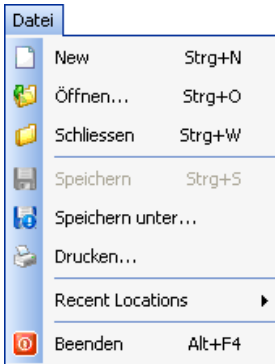 Datei
New Strg+N
Öffnen... Strg+O
Schliessen Strg+W
Speichern Strg+S
Speichern unter...
Drucken...
Recent Locations
Beenden Alt+F4